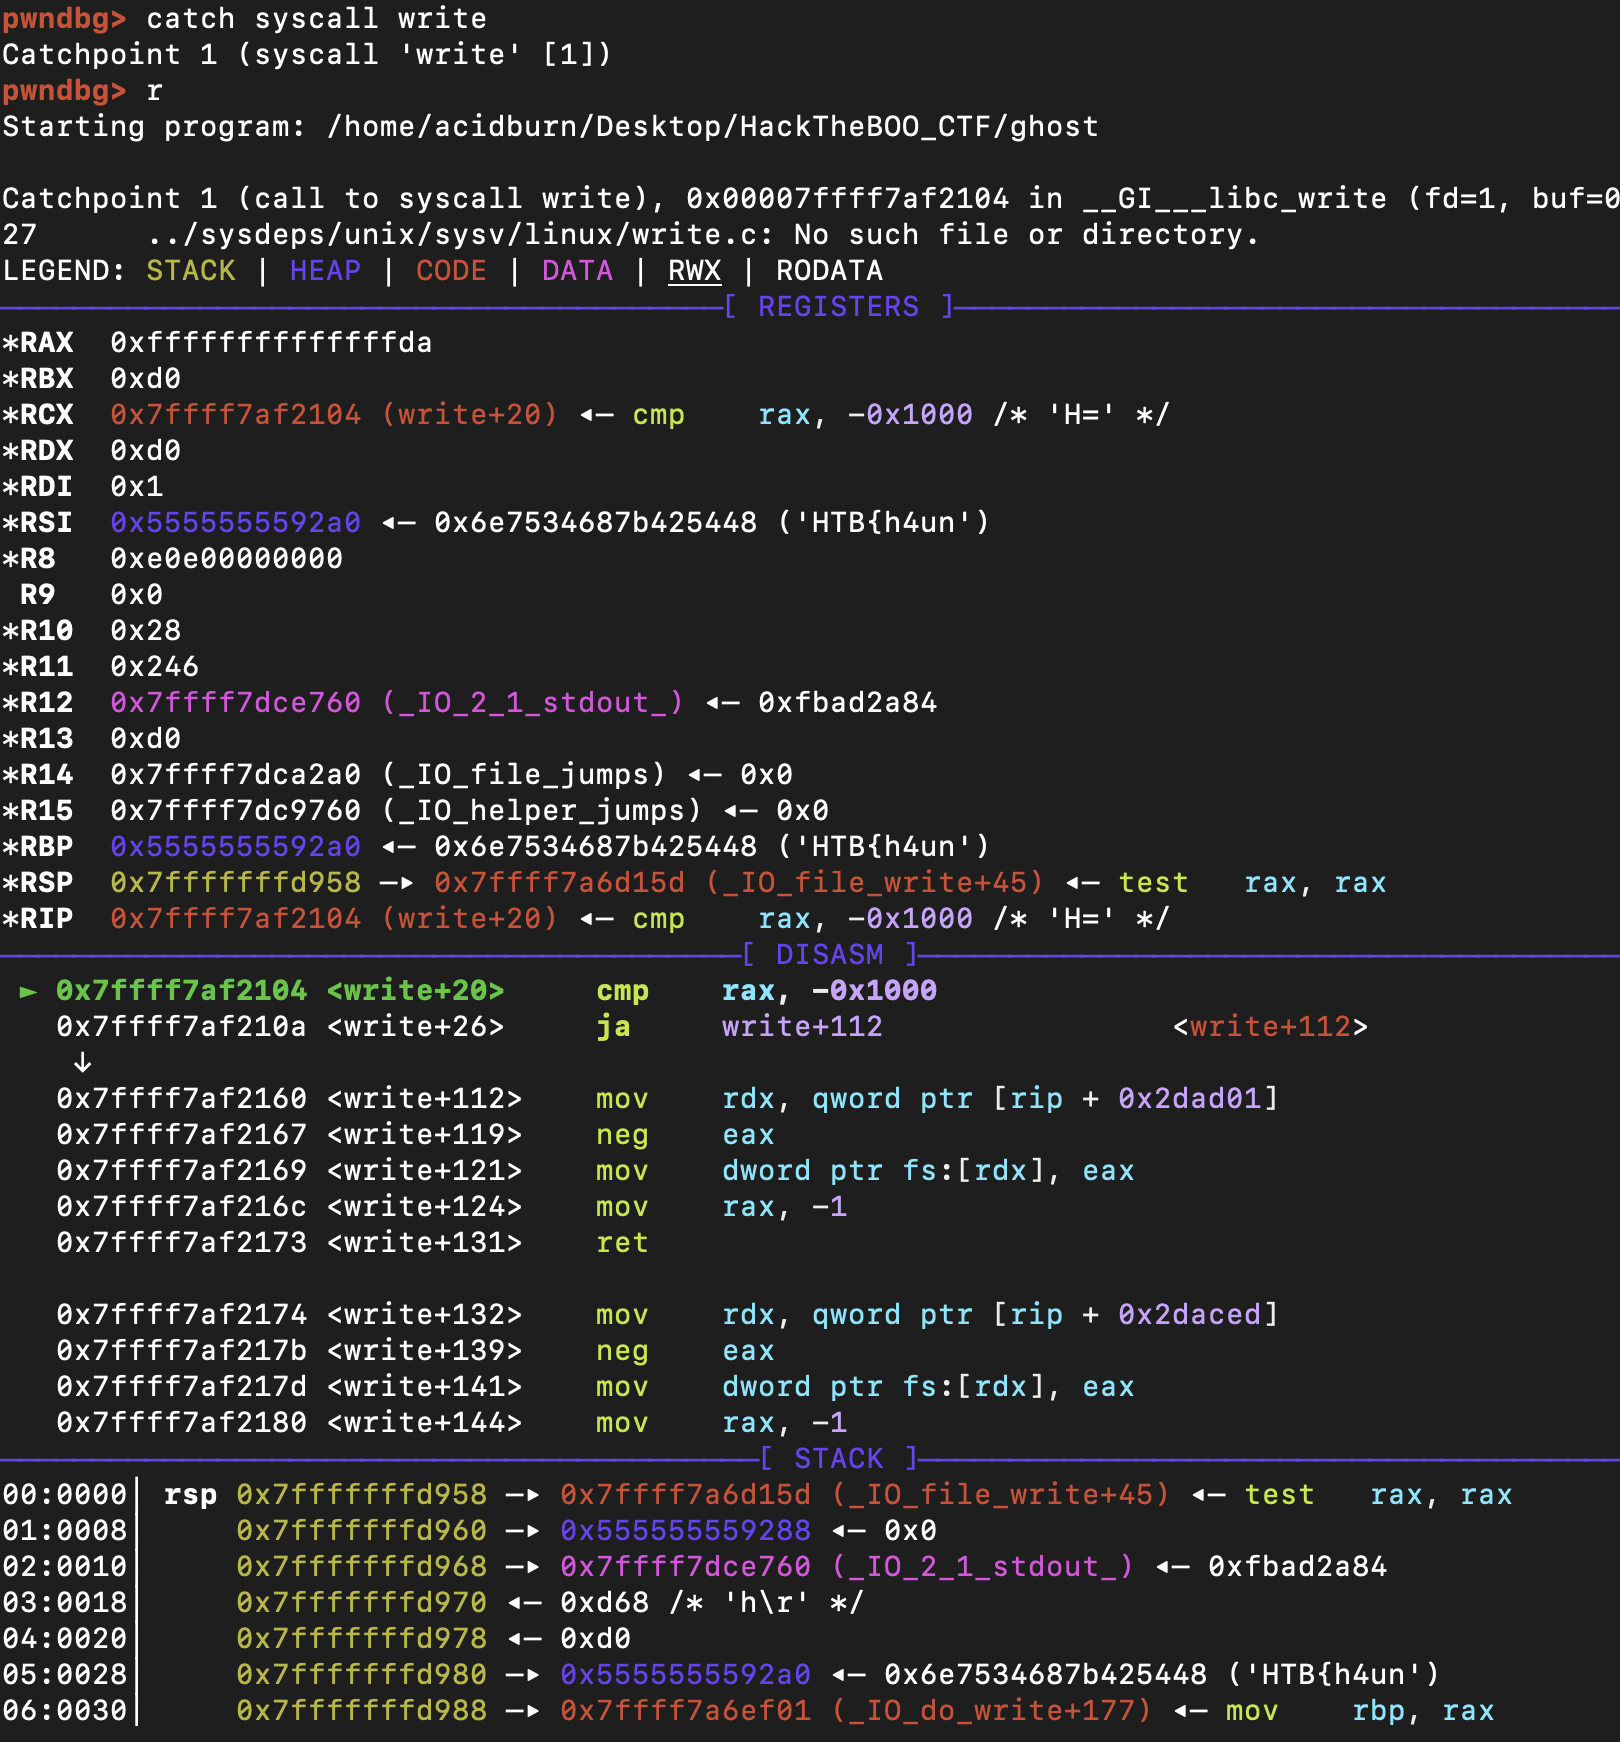 pwndbg> catch syscall write
Catchpoint 1 (syscall 'write' [1])
pwndbg> r
Starting program: /home/acidburn/Desktop/HackTheBOO_CTF/ghost
Catchpoint 1 (call to syscall write), 0x00007ffff7af2104 in __GI___libc_write (fd=1, buf=0
27      ../sysdeps/unix/sysv/linux/write.c: No such file or directory.
LEGEND: STACK | HEAP | CODE | DATA | RWX | RODATA
[ REGISTERS ]
*RAX  0xffffffffffffffda
*RBX  0xd0
*RCX  0x7ffff7af2104 (write+20) ◂— cmp    rax, -0x1000 /* 'H=' */
*RDX  0xd0
*RDI  0x1
*RSI  0x5555555592a0 ◂— 0x6e7534687b425448 ('HTB{h4un')
*R8   0xe0e00000000
 R9   0x0
*R10  0x28
*R11  0x246
*R12  0x7ffff7dce760 (_IO_2_1_stdout_) ◂— 0xfbad2a84
*R13  0xd0
*R14  0x7ffff7dca2a0 (_IO_file_jumps) ◂— 0x0
*R15  0x7ffff7dc9760 (_IO_helper_jumps) ◂— 0x0
*RBP  0x5555555592a0 ◂— 0x6e7534687b425448 ('HTB{h4un')
*RSP  0x7fffffffd958 —▸ 0x7ffff7a6d15d (_IO_file_write+45) ◂— test   rax, rax
*RIP  0x7ffff7af2104 (write+20) ◂— cmp    rax, -0x1000 /* 'H=' */
[ DISASM ]
 ► 0x7ffff7af2104 <write+20>     cmp    rax, -0x1000
   0x7ffff7af210a <write+26>     ja     write+112                <write+112>
    ↓
   0x7ffff7af2160 <write+112>    mov    rdx, qword ptr [rip + 0x2dad01]
   0x7ffff7af2167 <write+119>    neg    eax
   0x7ffff7af2169 <write+121>    mov    dword ptr fs:[rdx], eax
   0x7ffff7af216c <write+124>    mov    rax, -1
   0x7ffff7af2173 <write+131>    ret
   0x7ffff7af2174 <write+132>    mov    rdx, qword ptr [rip + 0x2daced]
   0x7ffff7af217b <write+139>    neg    eax
   0x7ffff7af217d <write+141>    mov    dword ptr fs:[rdx], eax
   0x7ffff7af2180 <write+144>    mov    rax, -1
[ STACK ]
00:0000│ rsp 0x7fffffffd958 —▸ 0x7ffff7a6d15d (_IO_file_write+45) ◂— test   rax, rax
01:0008│     0x7fffffffd960 —▸ 0x555555559288 ◂— 0x0
02:0010│     0x7fffffffd968 —▸ 0x7ffff7dce760 (_IO_2_1_stdout_) ◂— 0xfbad2a84
03:0018│     0x7fffffffd970 ◂— 0xd68 /* 'h\r' */
04:0020│     0x7fffffffd978 ◂— 0xd0
05:0028│     0x7fffffffd980 —▸ 0x5555555592a0 ◂— 0x6e7534687b425448 ('HTB{h4un')
06:0030│     0x7fffffffd988 —▸ 0x7ffff7a6ef01 (_IO_do_write+177) ◂— mov    rbp, rax